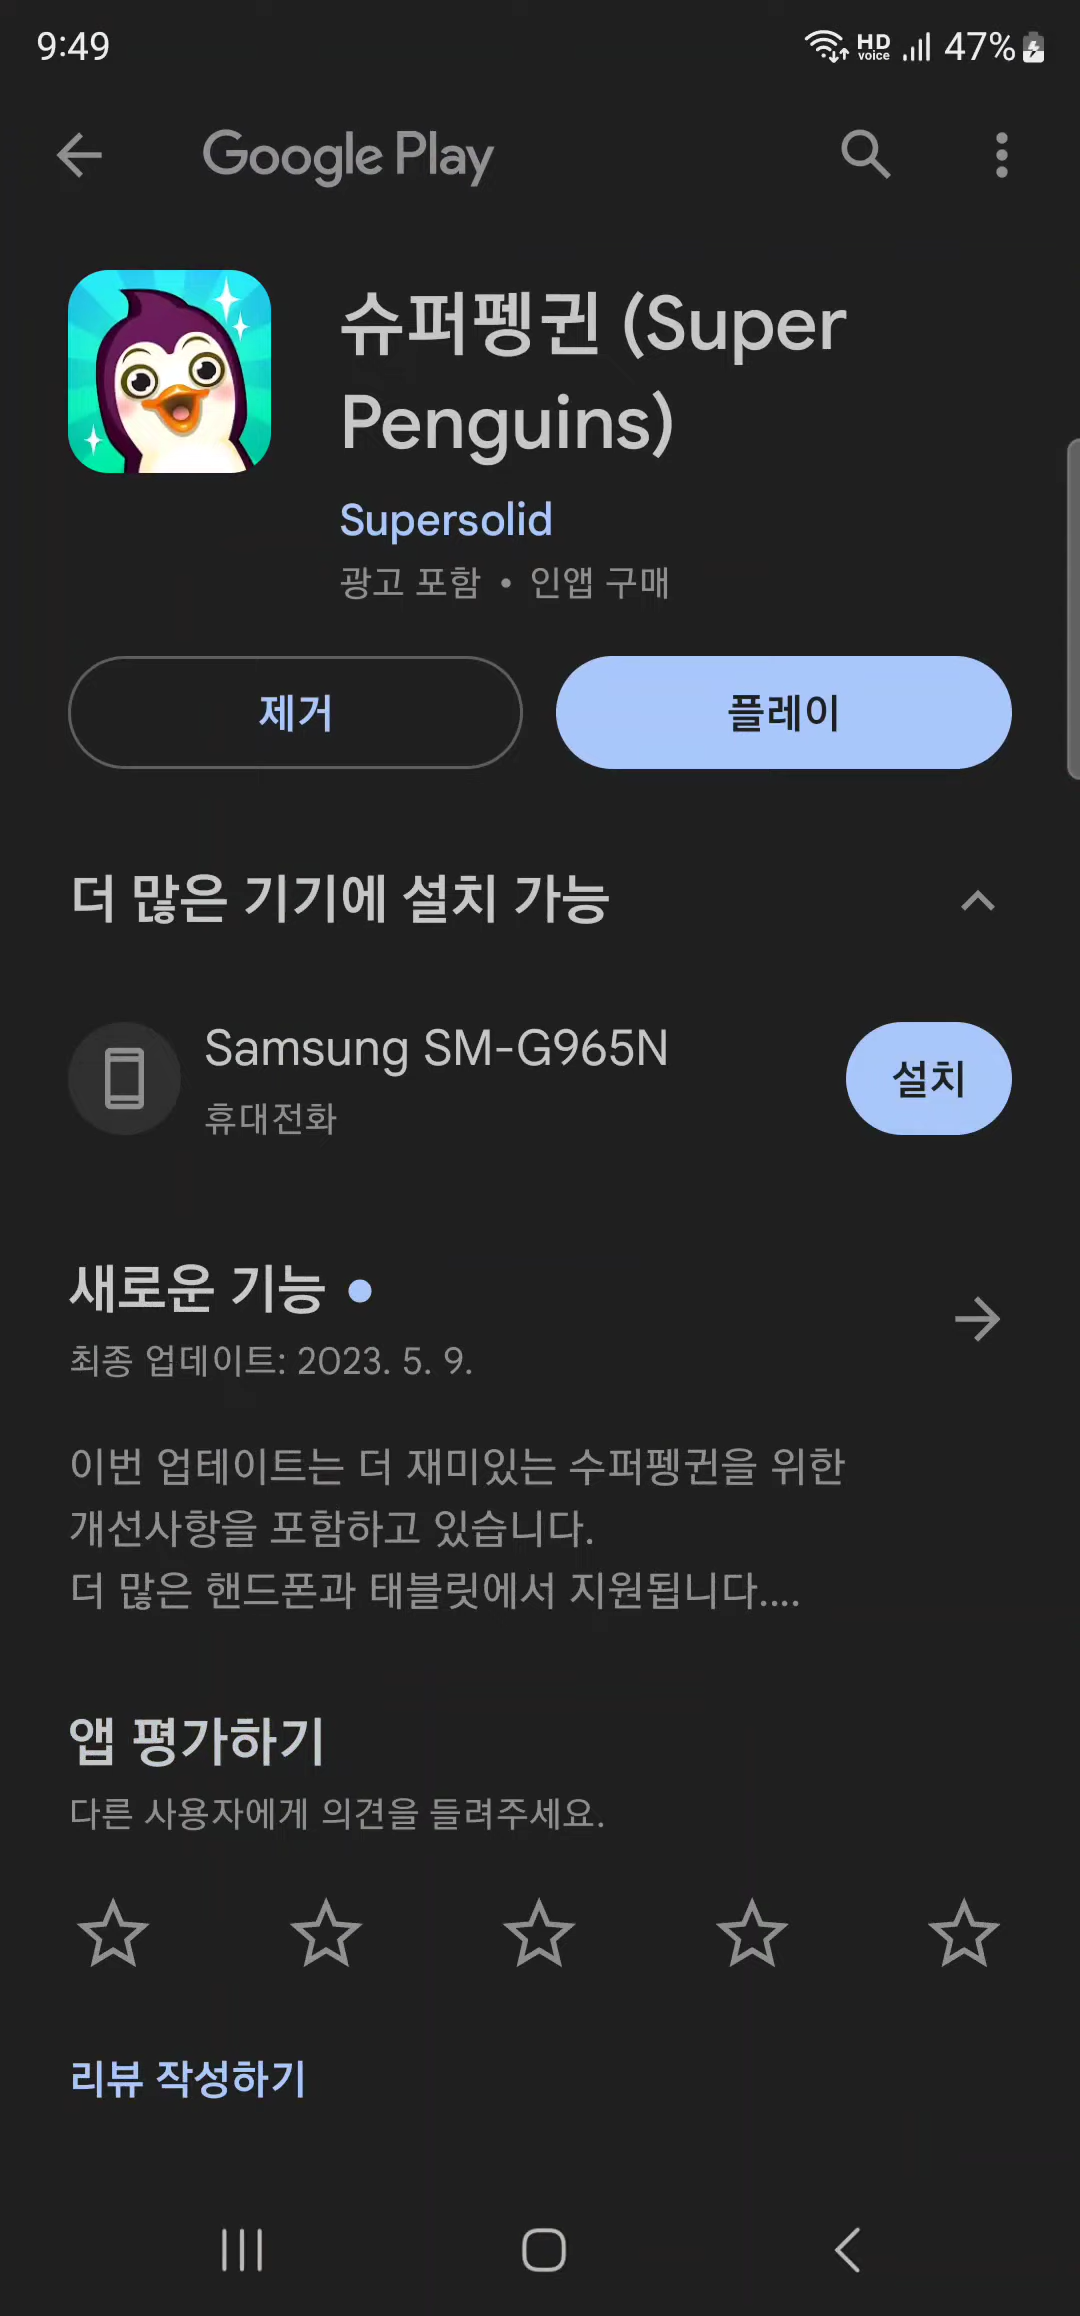 9:49
HD voice
47%
Google Play
슈퍼펭귄 (Super
Penguins)
Supersolid
광고 포함 • 인앱 구매
제거
플레이
더 많은 기기에 설치 가능
Samsung SM-G965N
휴대전화
설치
새로운 기능
최종 업데이트: 2023. 5. 9.
이번 업테이트는 더 재미있는 수퍼펭귄을 위한
개선사항을 포함하고 있습니다.
더 많은 핸드폰과 태블릿에서 지원됩니다....
앱 평가하기
다른 사용자에게 의견을 들려주세요.
리뷰 작성하기